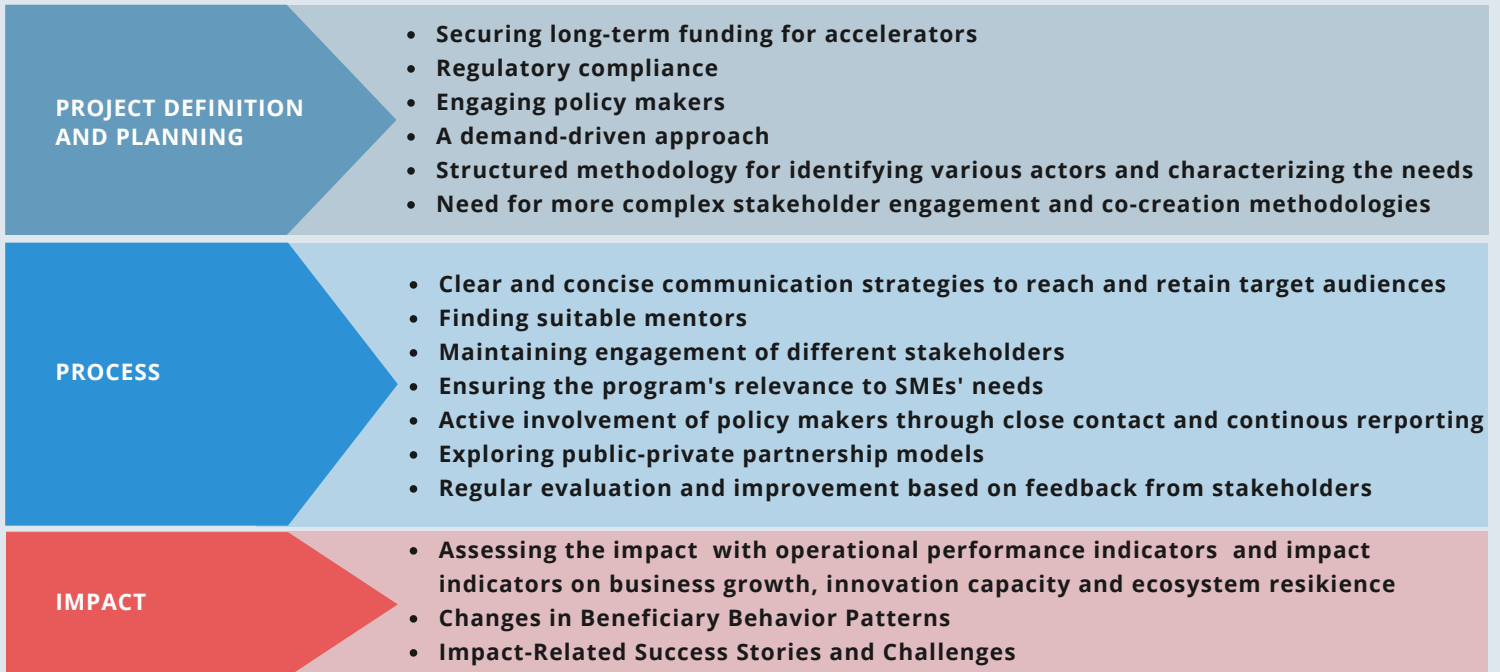 PROJECT DEFINITION
AND PLANNING
• Securing long-term funding for accelerators
• Regulatory compliance
• Engaging policy makers
• A demand-driven approach
• Structured methodology for identifying various actors and characterizing the needs
• Need for more complex stakeholder engagement and co-creation methodologies
PROCESS
• Clear and concise communication strategies to reach and retain target audiences
• Finding suitable mentors
• Maintaining engagement of different stakeholders
• Ensuring the program's relevance to SMEs' needs
• Active involvement of policy makers through close contact and continous rerporting
• Exploring public-private partnership models
• Regular evaluation and improvement based on feedback from stakeholders
IMPACT
• Assessing the impact  with operational performance indicators  and impact
indicators on business growth, innovation capacity and ecosystem resikience
• Changes in Beneficiary Behavior Patterns
• Impact-Related Success Stories and Challenges